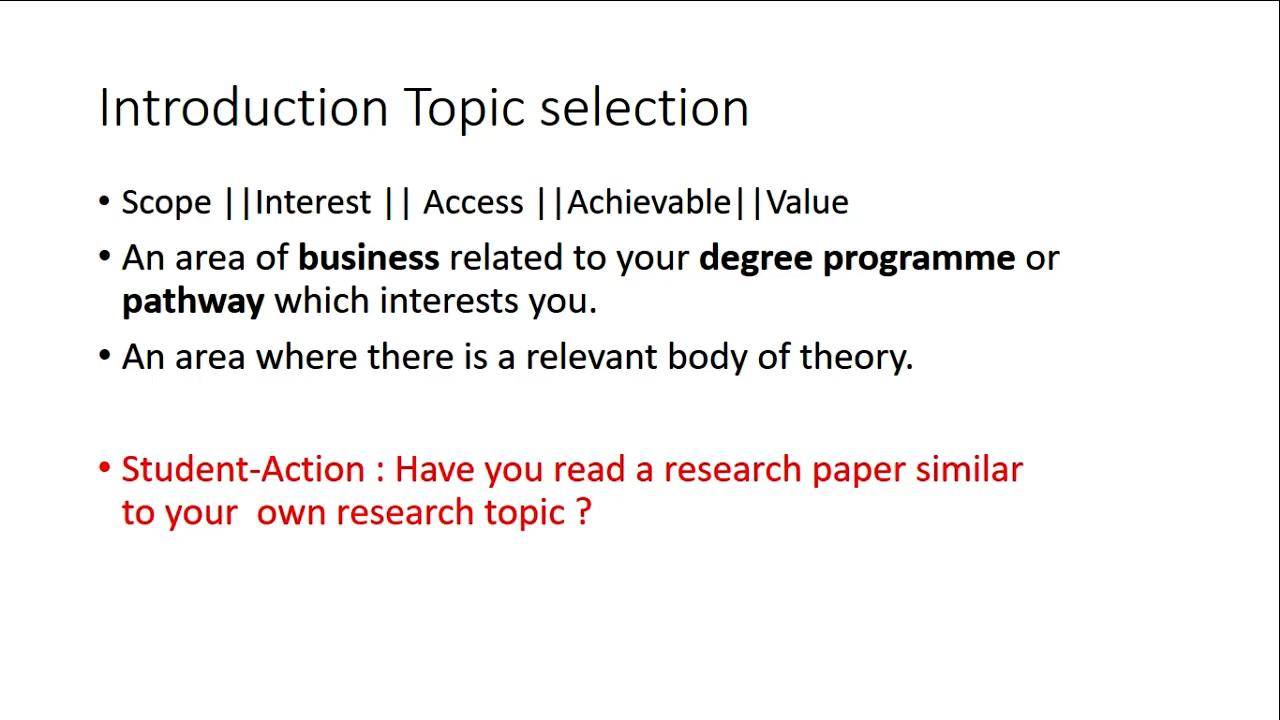 Introduction Topic selection
• Scope ||Interest || Access ||Achievable||Value
• An area of business related to your degree programme or
pathway which interests you.
• An area where there is a relevant body of theory.
• Student-Action : Have you read a research paper similar
to your  own research topic ?